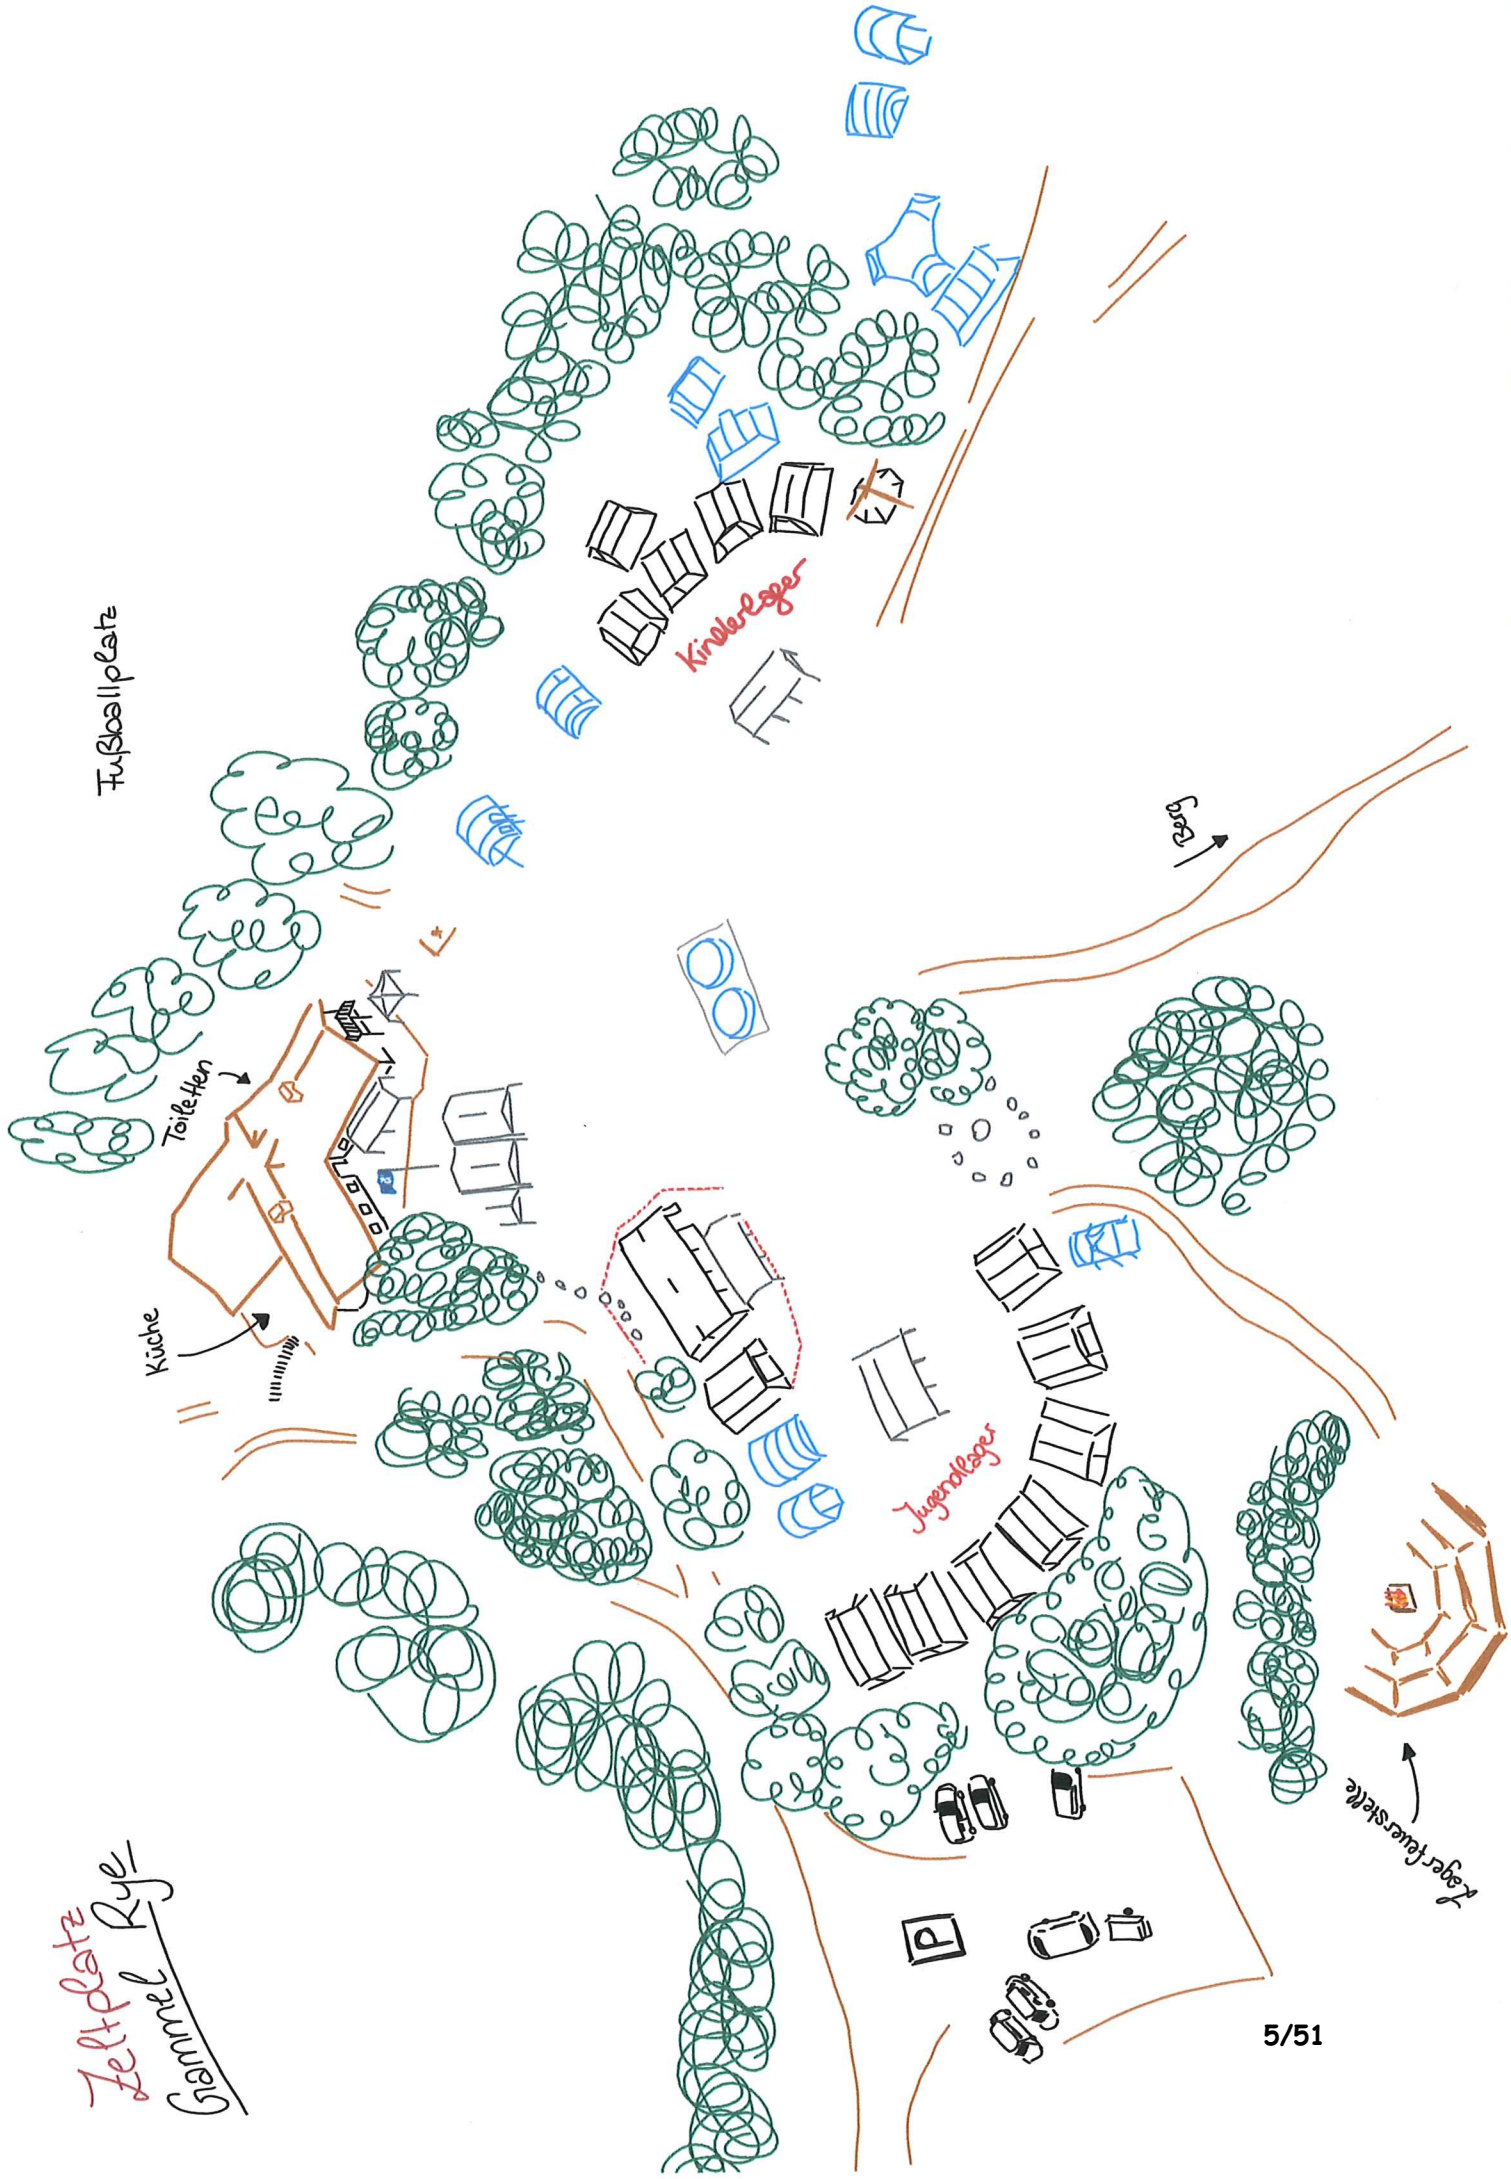 Zeltplatz
Gammel Rye
Fußballplatz
Kinderlager
Berg
Toiletten
Küche
Jugendlager
Lagerfeuerstelle
P
5/51